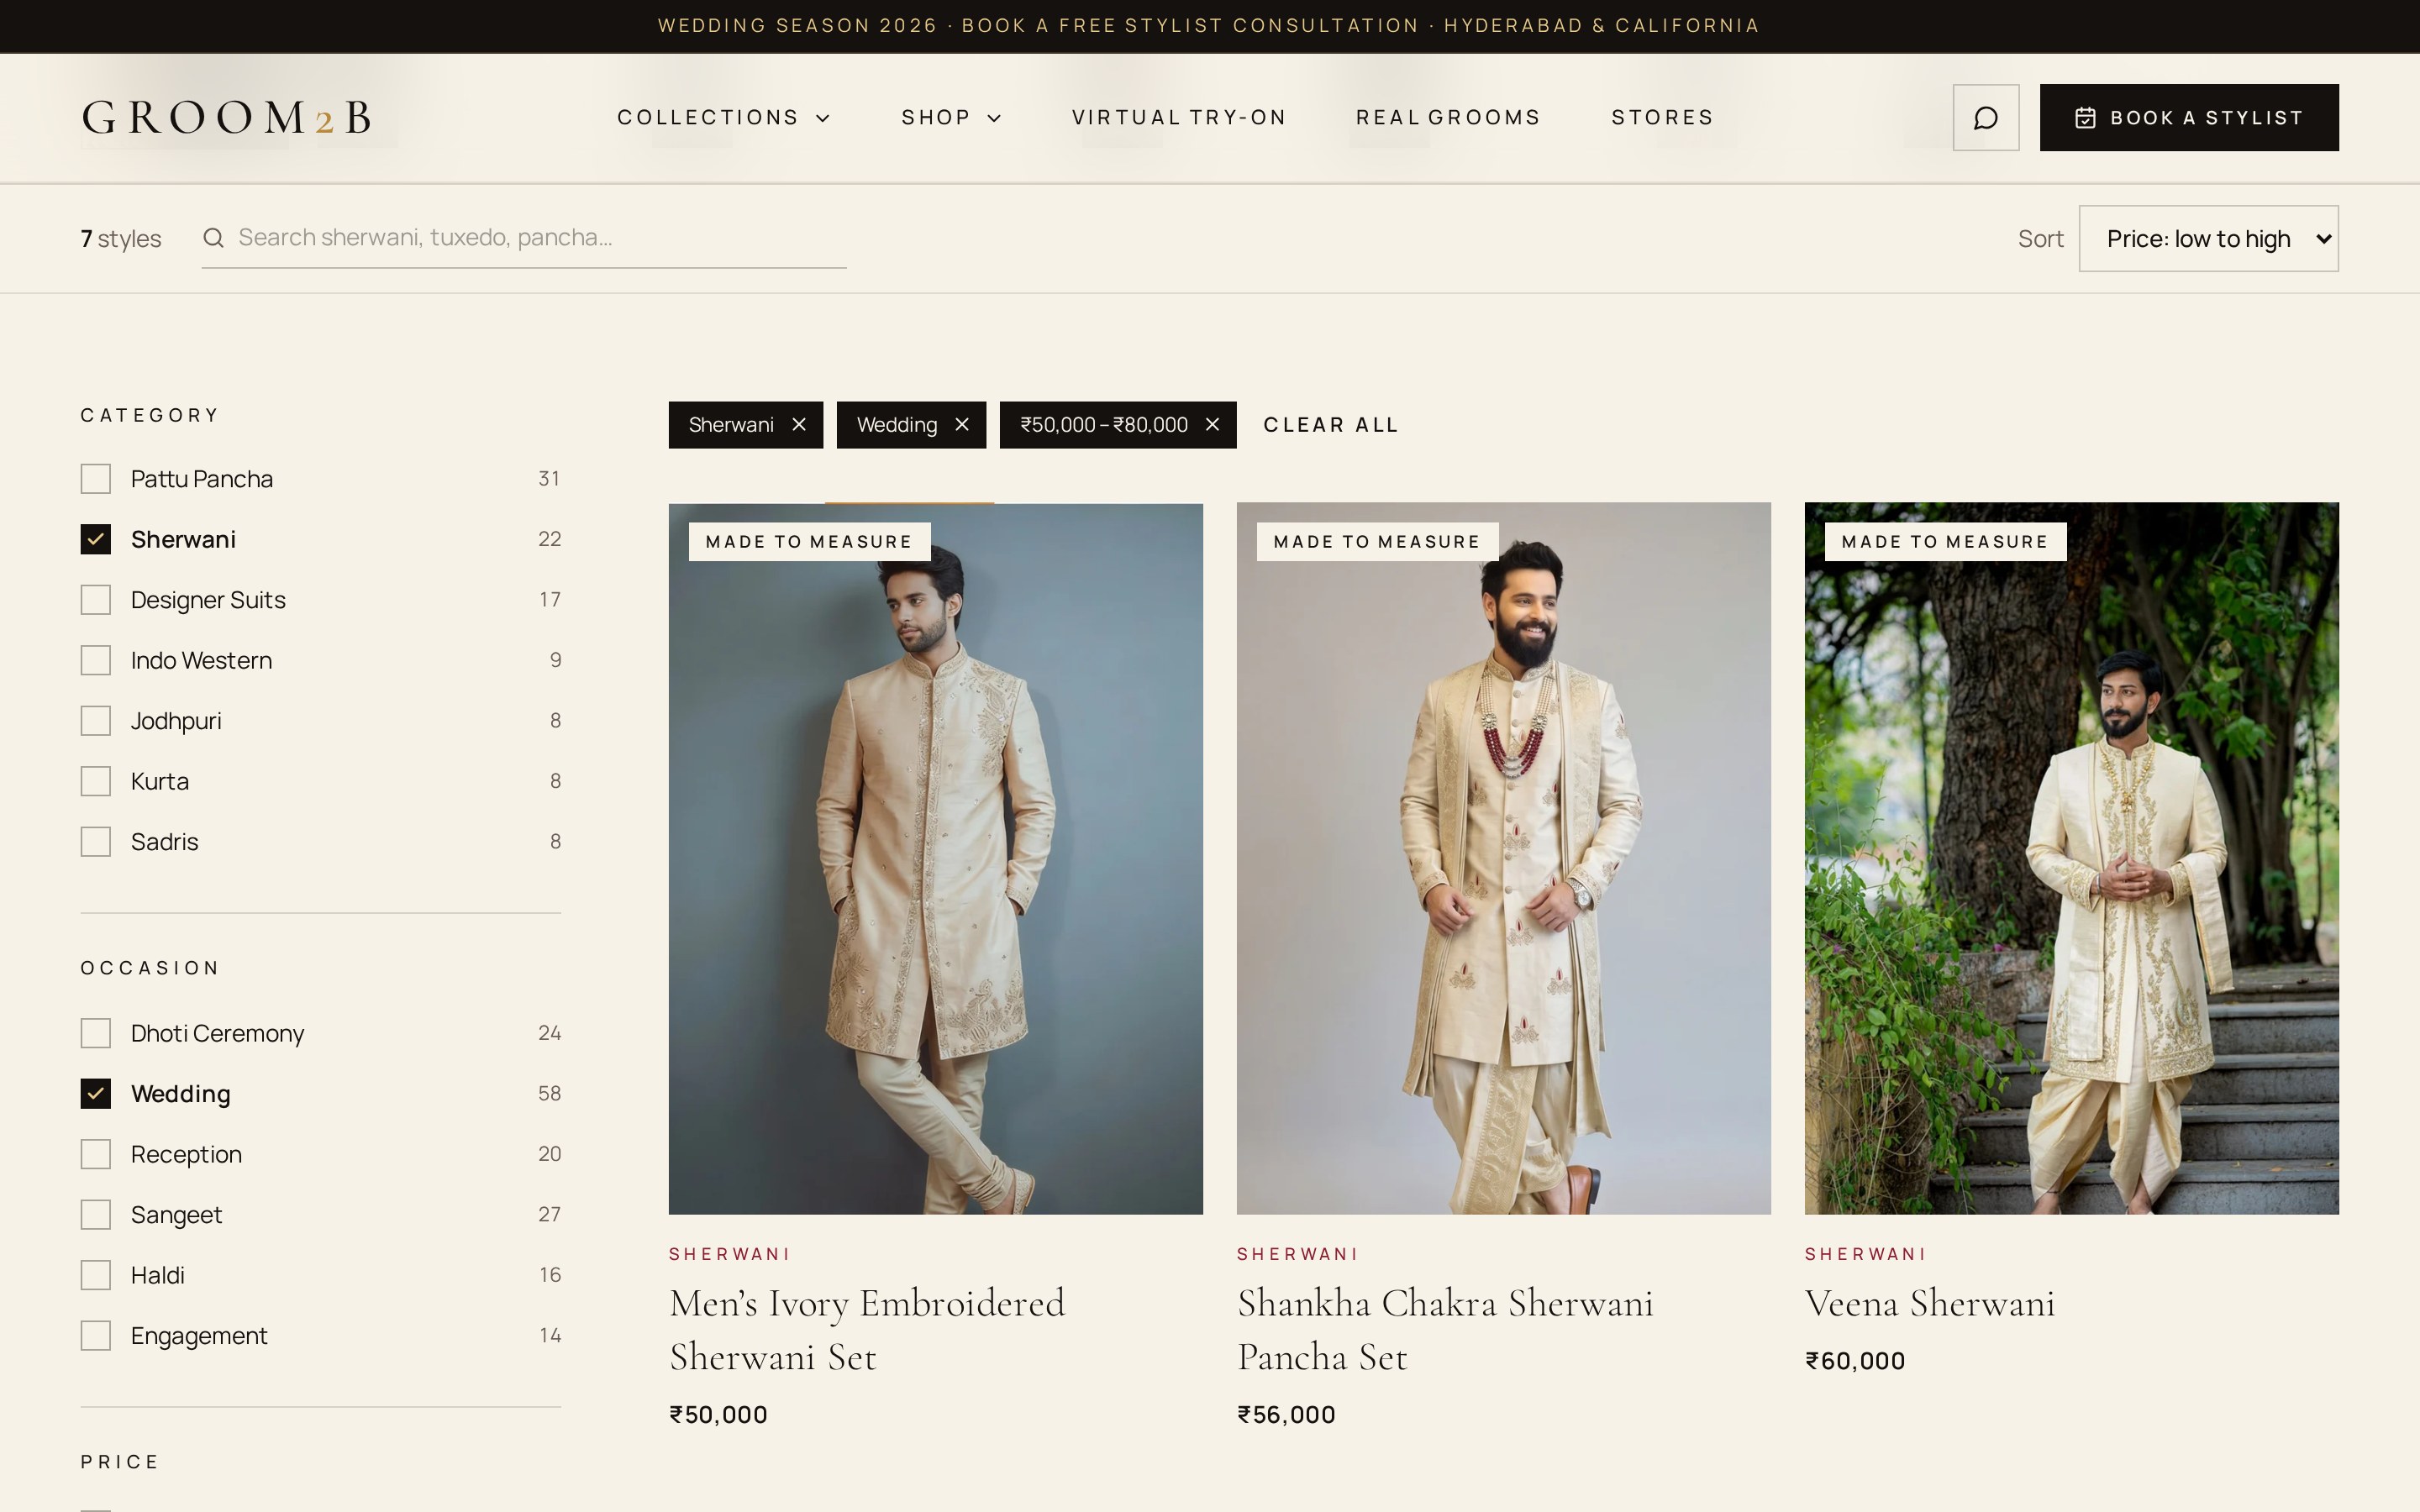 WEDDING SEASON 2026 · BOOK A FREE STYLIST CONSULTATION · HYDERABAD & CALIFORNIA
GROOM2B
COLLECTIONS
SHOP
VIRTUAL TRY-ON
REAL GROOMS
STORES
BOOK A STYLIST
7 styles
Search sherwani, tuxedo, pancha...
Sort
Price: low to high
CATEGORY
Pattu Pancha 31
Sherwani 22
Designer Suits 17
Indo Western 9
Jodhpuri 8
Kurta 8
Sadris 8
OCCASION
Dhoti Ceremony 24
Wedding 58
Reception 20
Sangeet 27
Haldi 16
Engagement 14
PRICE
Sherwani
Wedding
₹50,000 – ₹80,000
CLEAR ALL
MADE TO MEASURE
SHERWANI
Men’s Ivory Embroidered
Sherwani Set
₹50,000
MADE TO MEASURE
SHERWANI
Shankha Chakra Sherwani
Pancha Set
₹56,000
MADE TO MEASURE
SHERWANI
Veena Sherwani
₹60,000